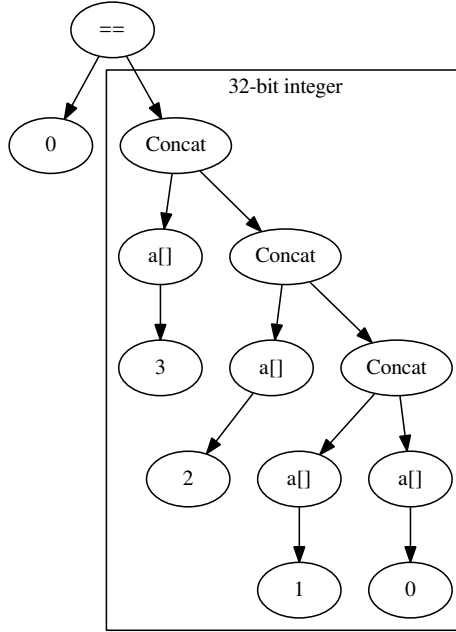 ==
32-bit integer
0
Concat
a[]
Concat
3
a[]
Concat
2
a[]
a[]
1
0